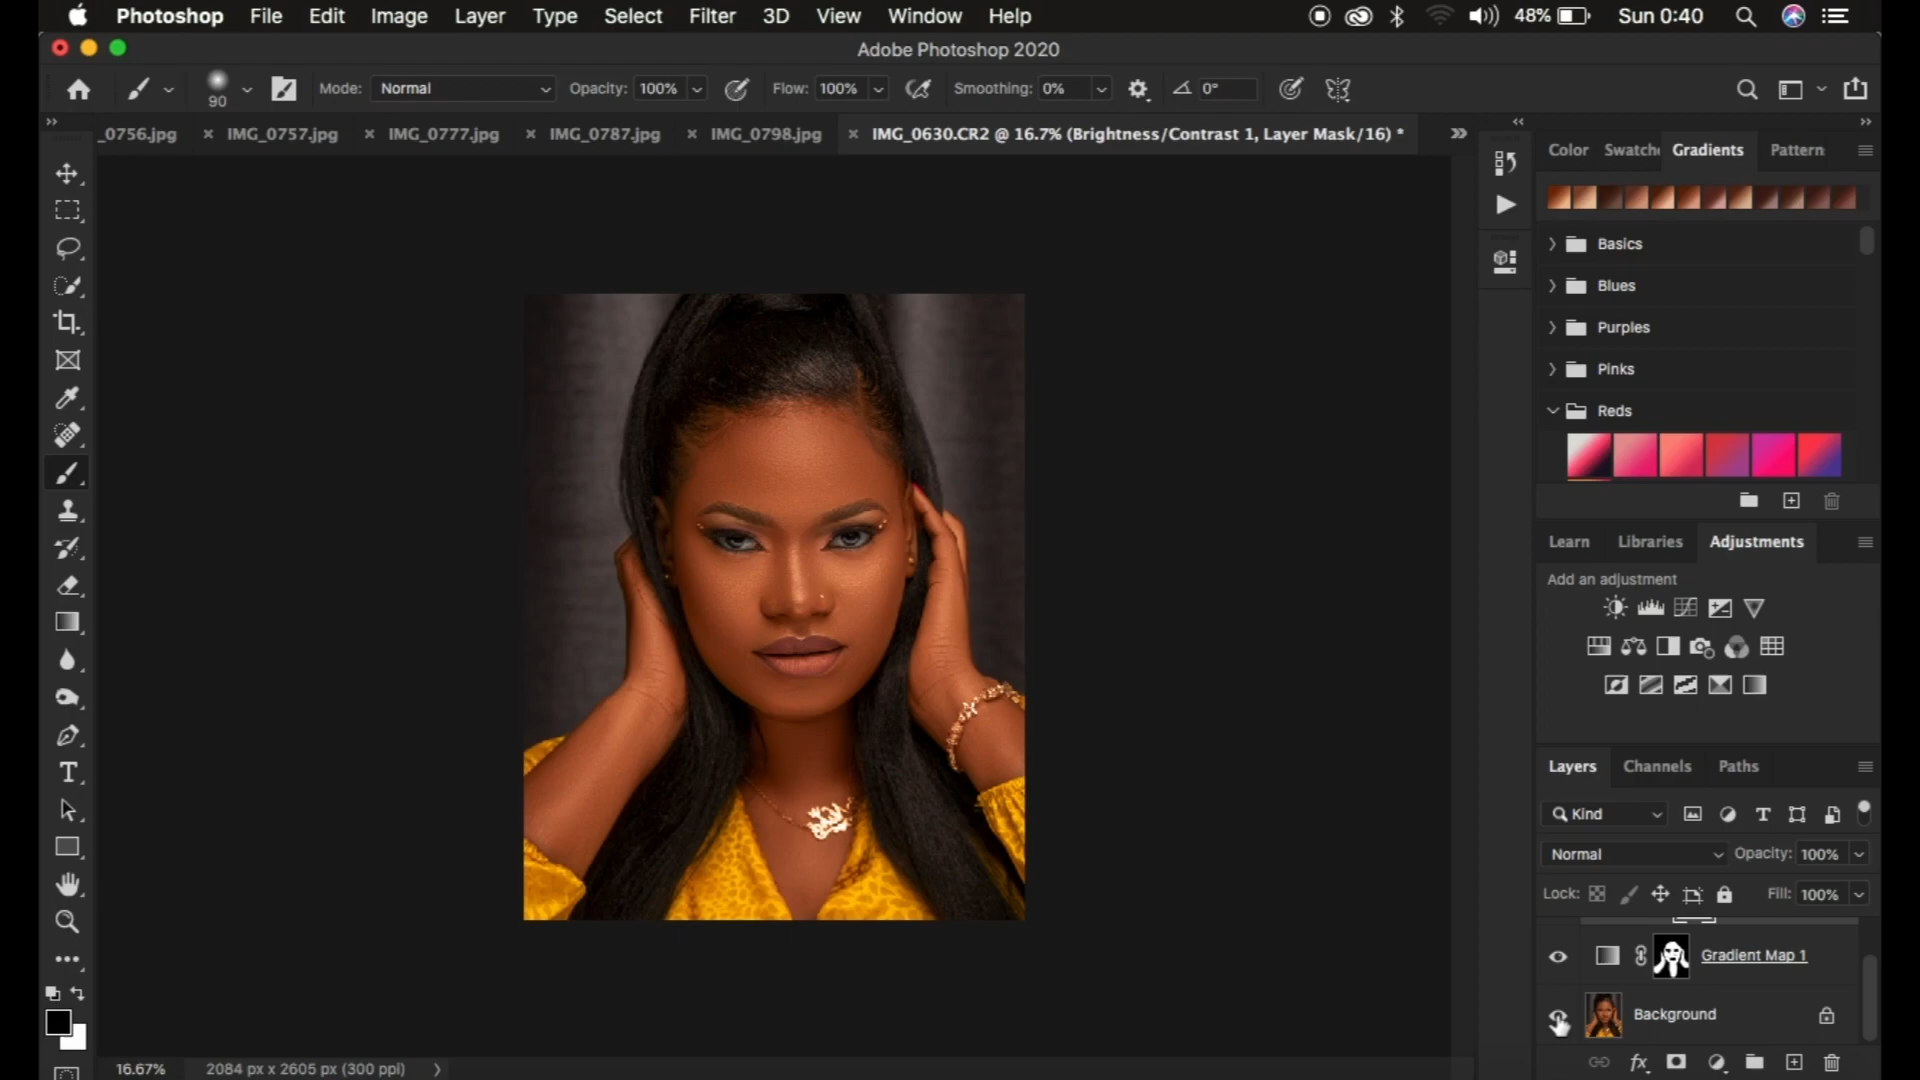 Photoshop File Edit Image Layer Type Select Filter 3D View Window Help 48% Sun 0:40
Adobe Photoshop 2020
90 Mode: Normal Opacity: 100% Flow: 100% Smoothing: 0% 0°
_0756.jpg × IMG_0757.jpg × IMG_0777.jpg × IMG_0787.jpg × IMG_0798.jpg × IMG_0630.CR2 @ 16.7% (Brightness/Contrast 1, Layer Mask/16) *
Color Swatche Gradients Pattern
Basics
Blues
Purples
Pinks
Reds
Learn Libraries Adjustments
Add an adjustment
Layers Channels Paths
Kind
Normal Opacity: 100%
Lock: Fill: 100%
Gradient Map 1
Background
16.67% 2084 px x 2605 px (300 ppi)